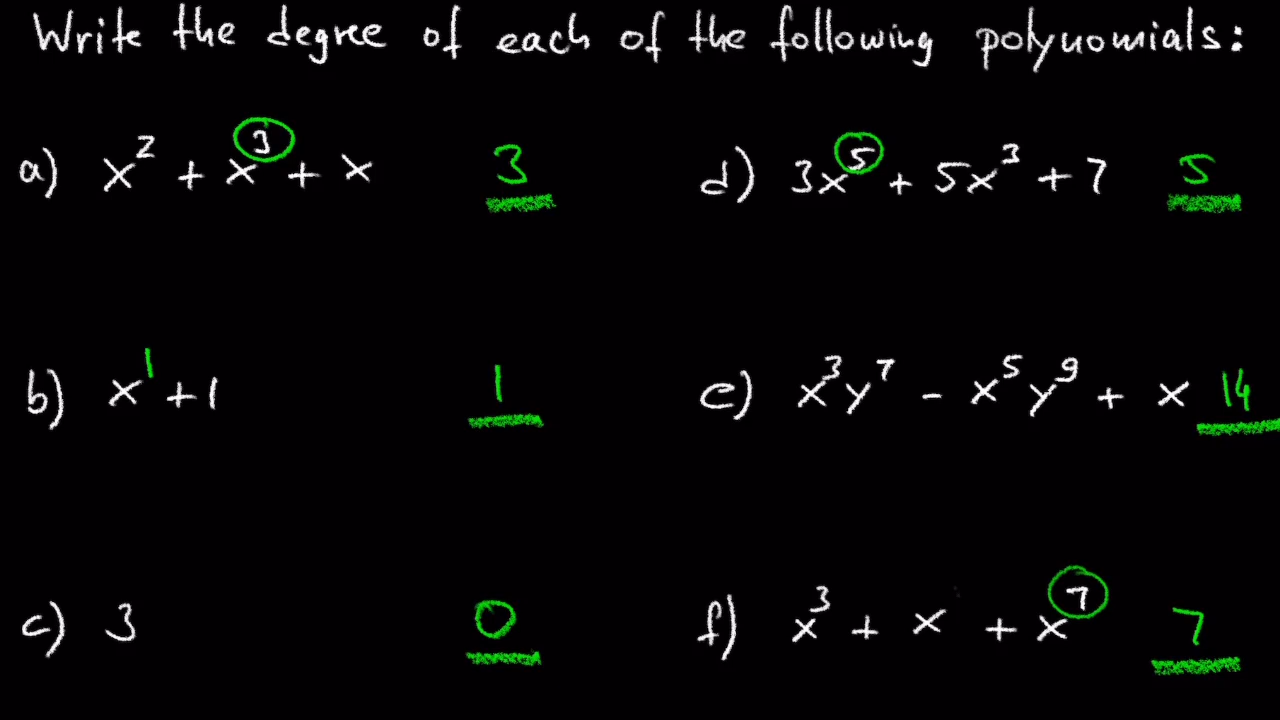 Write the degree of each of the following polynomials:
a) x² + x³ + x 3
d) 3x⁵ + 5x³ + 7 5
b) x¹ + 1 1
e) x³y⁷ - x⁵y⁹ + x 14
c) 3 0
f) x³ + x + x⁷ 7